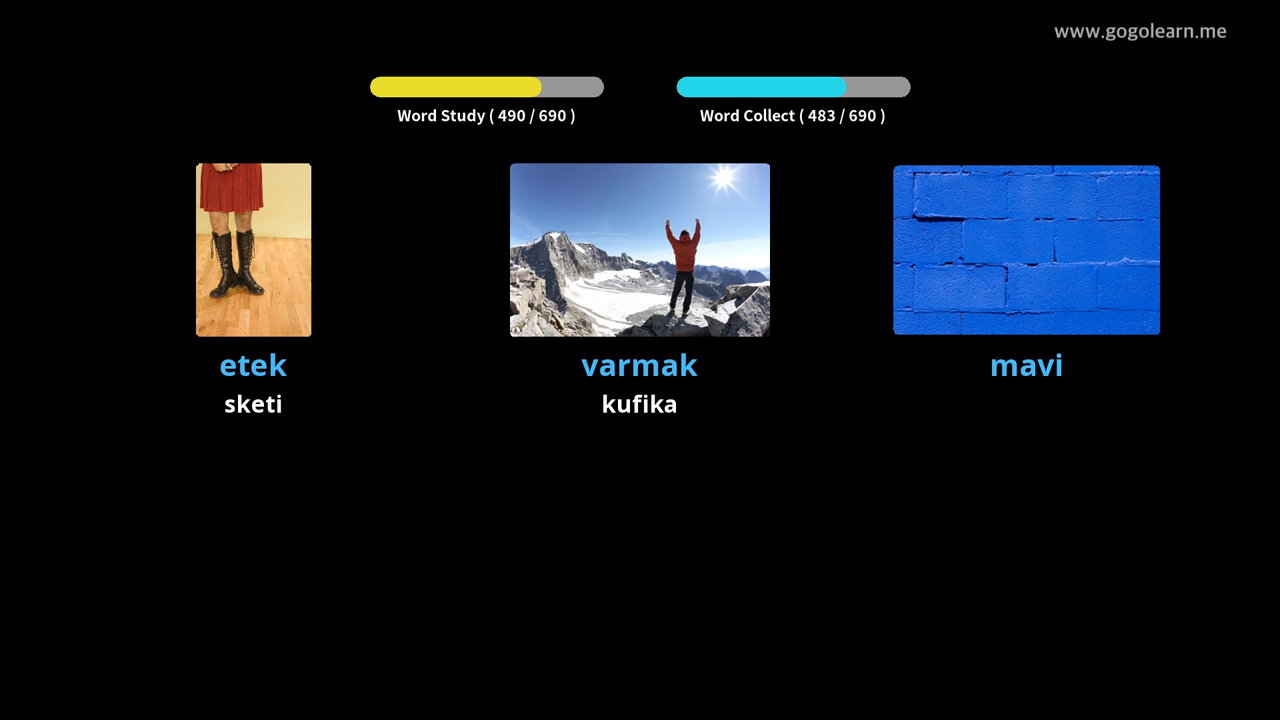 www.gogolearn.me
Word Study ( 490 / 690 )
Word Collect ( 483 / 690 )
etek
sketi
varmak
kufika
mavi